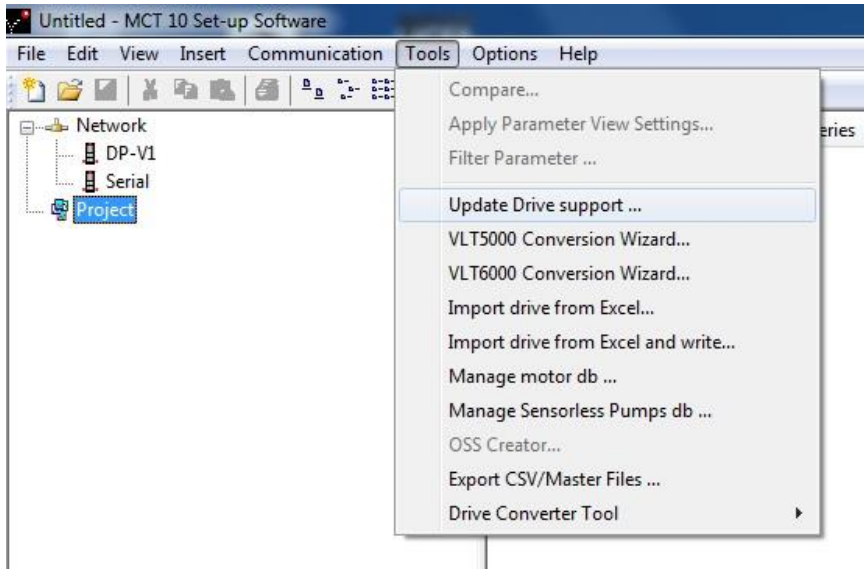 Untitled - MCT 10 Set-up Software
File Edit View Insert Communication Tools Options Help
Network
DP-V1
Serial
Project
Compare...
Apply Parameter View Settings...
Filter Parameter ...
Update Drive support ...
VLT5000 Conversion Wizard...
VLT6000 Conversion Wizard...
Import drive from Excel...
Import drive from Excel and write...
Manage motor db ...
Manage Sensorless Pumps db ...
OSS Creator...
Export CSV/Master Files ...
Drive Converter Tool
eries